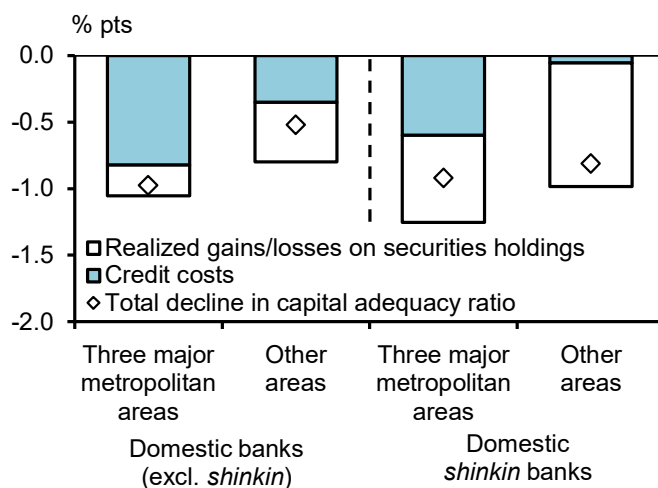 % pts
0.0
-0.5
-1.0
-1.5
-2.0
Realized gains/losses on securities holdings
Credit costs
Total decline in capital adequacy ratio
Three major
metropolitan
areas
Other
areas
Three major
metropolitan
areas
Other
areas
Domestic banks
(excl. shinkin)
Domestic
shinkin banks